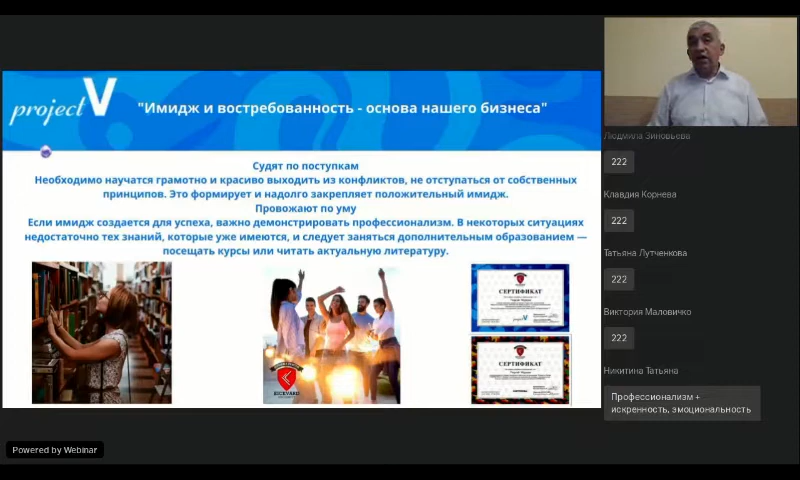 project V
"Имидж и востребованность - основа нашего бизнеса"
Судят по поступкам
Необходимо научатся грамотно и красиво выходить из конфликтов, не отступаться от собственных
принципов. Это формирует и надолго закрепляет положительный имидж.
Провожают по уму
Если имидж создается для успеха, важно демонстрировать профессионализм. В некоторых ситуациях
недостаточно тех знаний, которые уже имеются, и следует заняться дополнительным образованием —
посещать курсы или читать актуальную литературу.
СЕРТИФИКАТ
СЕРТИФИКАТ
Людмила Зиновьева
222
Клавдия Корнева
222
Татьяна Лутченкова
222
Виктория Маловичко
222
Никитина Татьяна
Профессионализм +
искренность, эмоциональность
Powered by Webinar